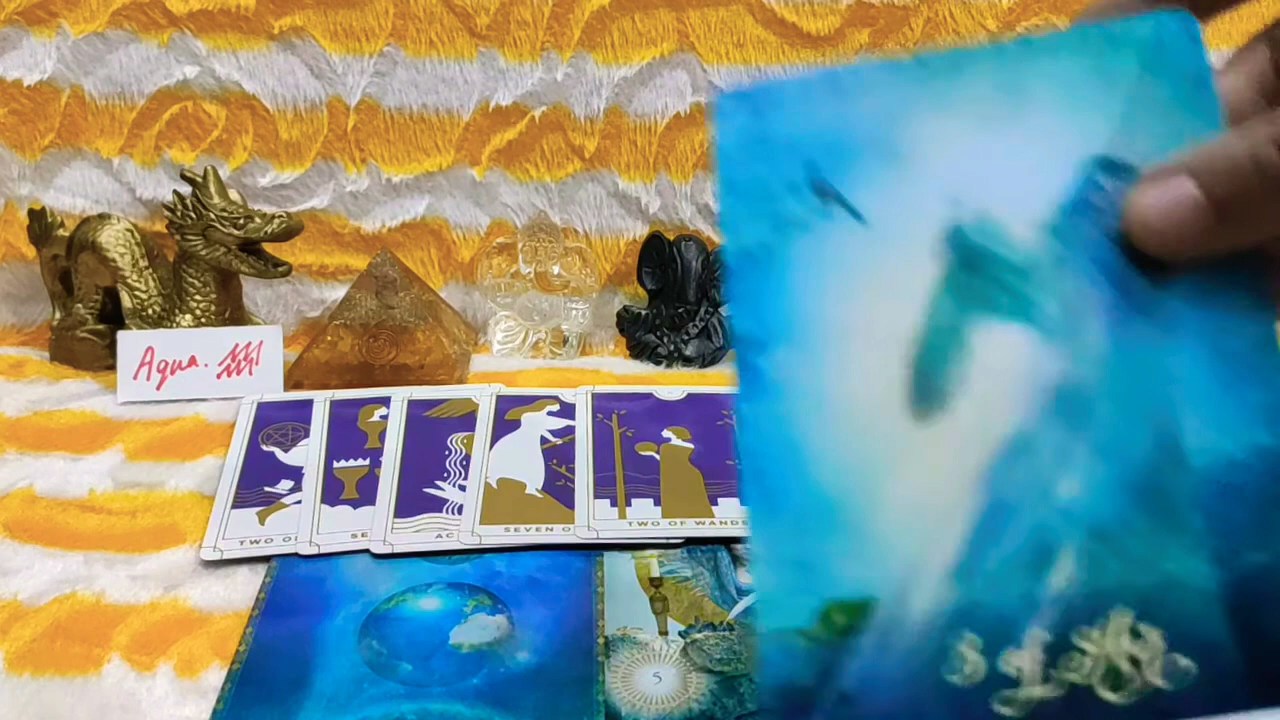 Aqua. ♒♒
TWO O
SE
AC
SEVEN O
TWO OF WANDS
5